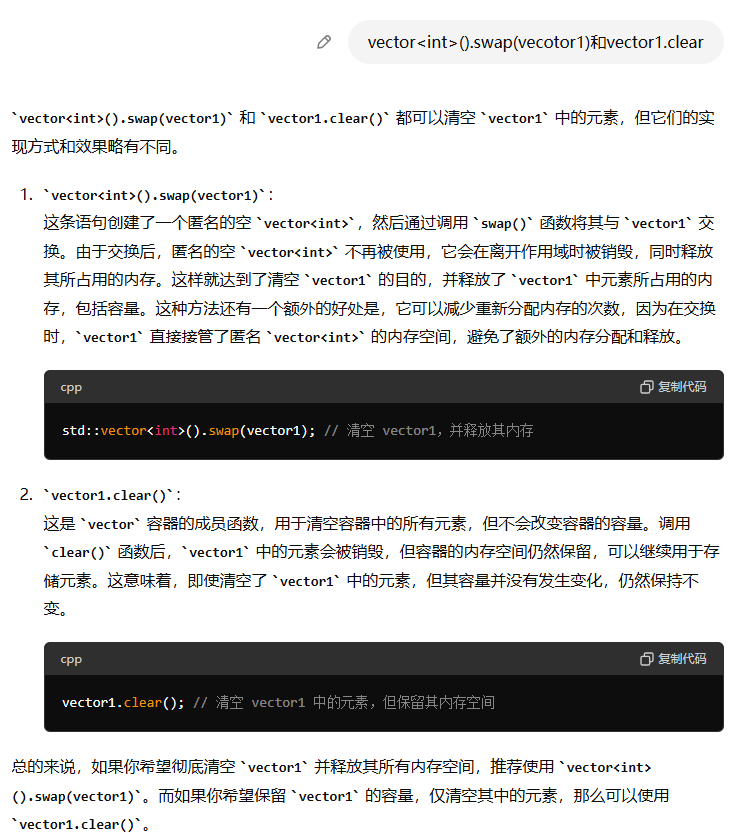 vector<int>().swap(vecotor1)和vector1.clear
`vector<int>().swap(vector1)` 和 `vector1.clear()` 都可以清空 `vector1` 中的元素，但它们的实
现方式和效果略有不同。
1. `vector<int>().swap(vector1)`：
这条语句创建了一个匿名的空 `vector<int>`，然后通过调用 `swap()` 函数将其与 `vector1` 交
换。由于交换后，匿名的空 `vector<int>` 不再被使用，它会在离开作用域时被销毁，同时释放
其所占用的内存。这样就达到了清空 `vector1` 的目的，并释放了 `vector1` 中元素所占用的内
存，包括容量。这种方法还有一个额外的好处是，它可以减少重新分配内存的次数，因为在交换
时，`vector1` 直接接管了匿名 `vector<int>` 的内存空间，避免了额外的内存分配和释放。
cpp 复制代码
std::vector<int>().swap(vector1); // 清空 vector1，并释放其内存
2. `vector1.clear()`：
这是 `vector` 容器的成员函数，用于清空容器中的所有元素，但不会改变容器的容量。调用
`clear()` 函数后，`vector1` 中的元素会被销毁，但容器的内存空间仍然保留，可以继续用于存
储元素。这意味着，即使清空了 `vector1` 中的元素，但其容量并没有发生变化，仍然保持不
变。
cpp 复制代码
vector1.clear(); // 清空 vector1 中的元素，但保留其内存空间
总的来说，如果你希望彻底清空 `vector1` 并释放其所有内存空间，推荐使用 `vector<int>
().swap(vector1)`。而如果你希望保留 `vector1` 的容量，仅清空其中的元素，那么可以使用
`vector1.clear()`。